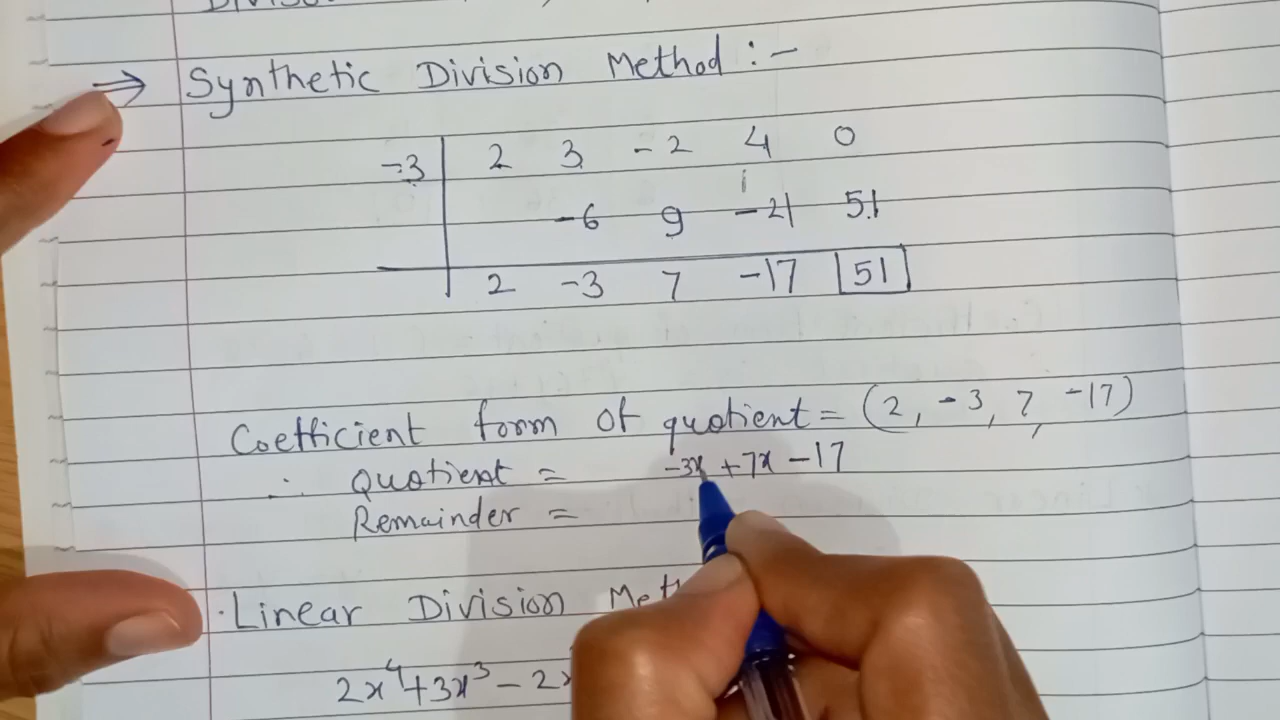 ⇒ Synthetic Division Method :-
-3 | 2 3 -2 4 0
-6 9 -21 51
2 -3 7 -17 51
Coefficient form of quotient = (2, -3, 7, -17)
∴ Quotient = -3x + 7x - 17
Remainder =
Linear Division
2x⁴+3x³-2x